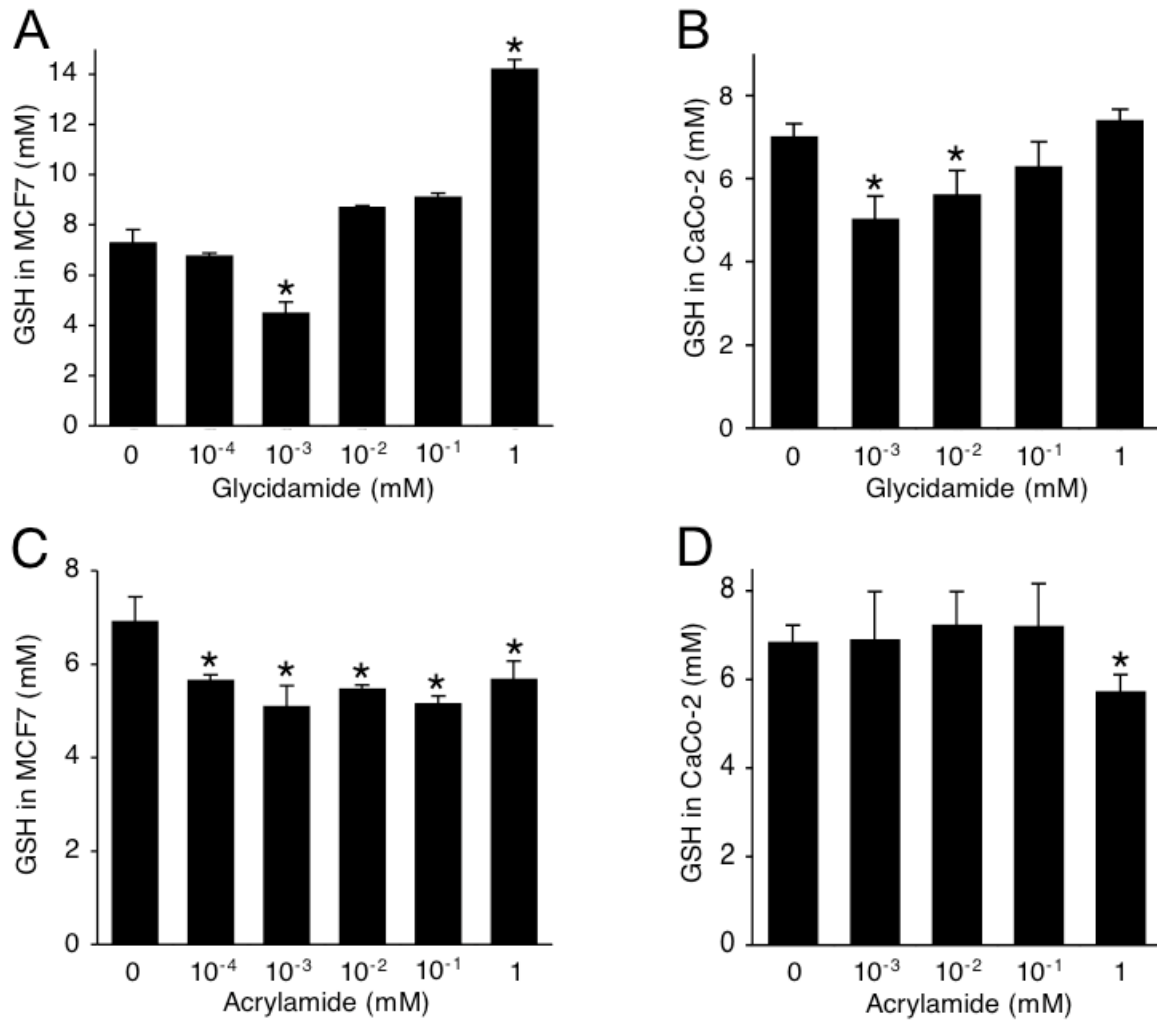 A
GSH in MCF7 (mM)
14
12
10
8
6
4
2
0
*
*
0 10⁻⁴ 10⁻³ 10⁻² 10⁻¹ 1
Glycidamide (mM)
B
GSH in CaCo-2 (mM)
8
6
4
2
0
*
*
0 10⁻³ 10⁻² 10⁻¹ 1
Glycidamide (mM)
C
GSH in MCF7 (mM)
8
6
4
2
0
* * * * *
0 10⁻⁴ 10⁻³ 10⁻² 10⁻¹ 1
Acrylamide (mM)
D
GSH in CaCo-2 (mM)
8
6
4
2
0
*
0 10⁻³ 10⁻² 10⁻¹ 1
Acrylamide (mM)